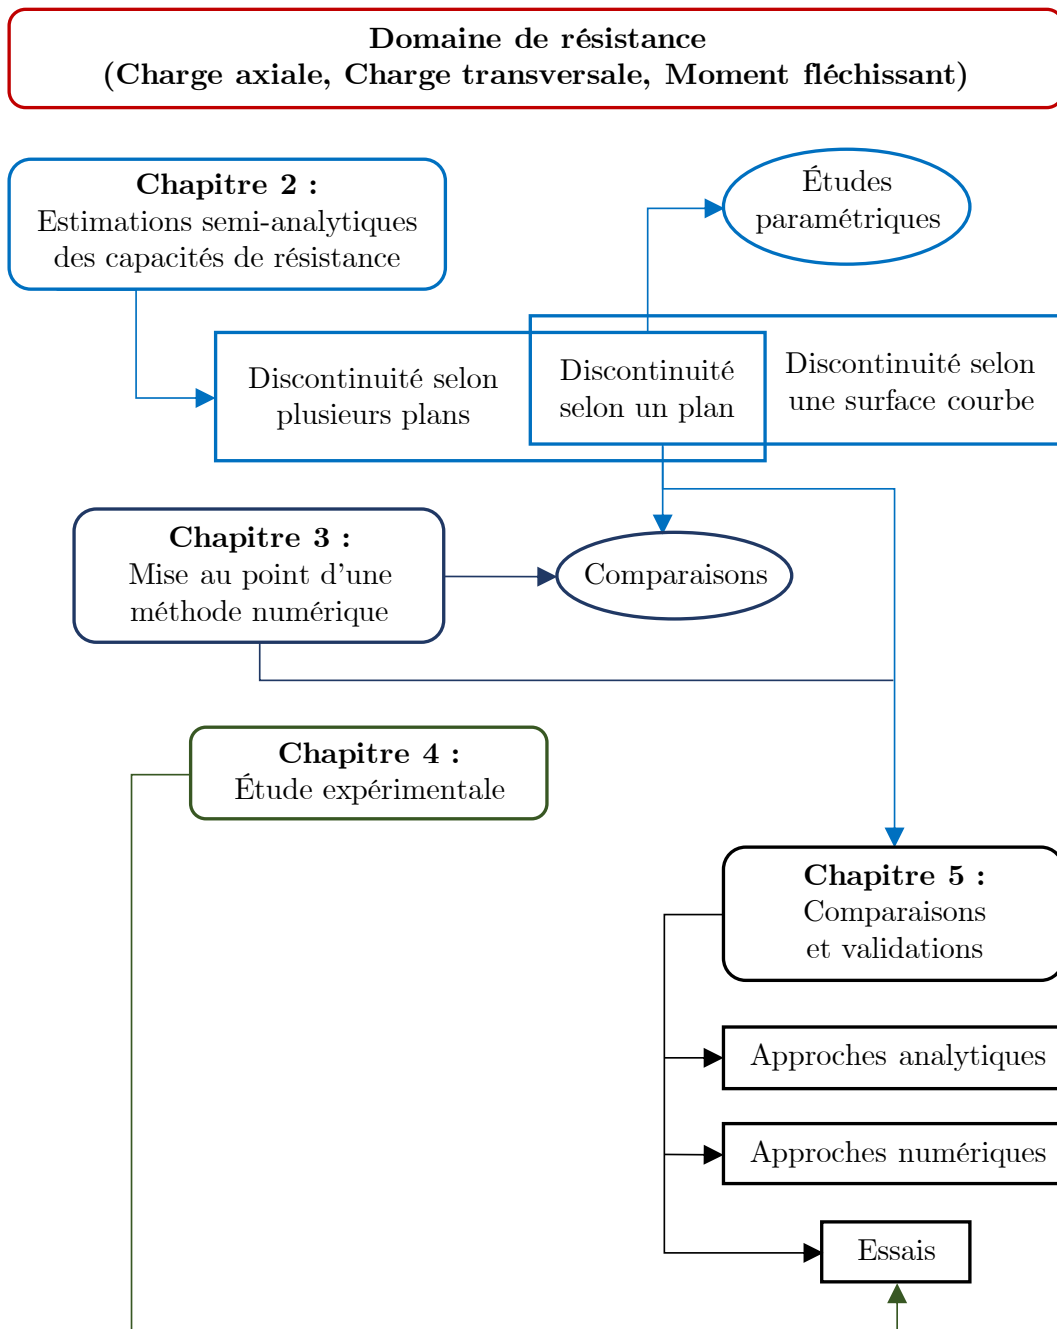 Domaine de résistance
(Charge axiale, Charge transversale, Moment fléchissant)
Chapitre 2 :
Estimations semi-analytiques
des capacités de résistance
Études
paramétriques
Discontinuité selon
plusieurs plans
Discontinuité
selon un plan
Discontinuité selon
une surface courbe
Chapitre 3 :
Mise au point d'une
méthode numérique
Comparaisons
Chapitre 4 :
Étude expérimentale
Chapitre 5 :
Comparaisons
et validations
Approches analytiques
Approches numériques
Essais